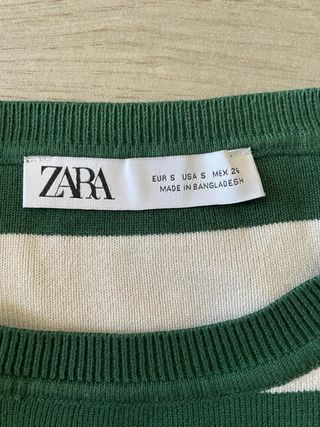 ZARA
EUR S USA S MEX 26
MADE IN BANGLADESH